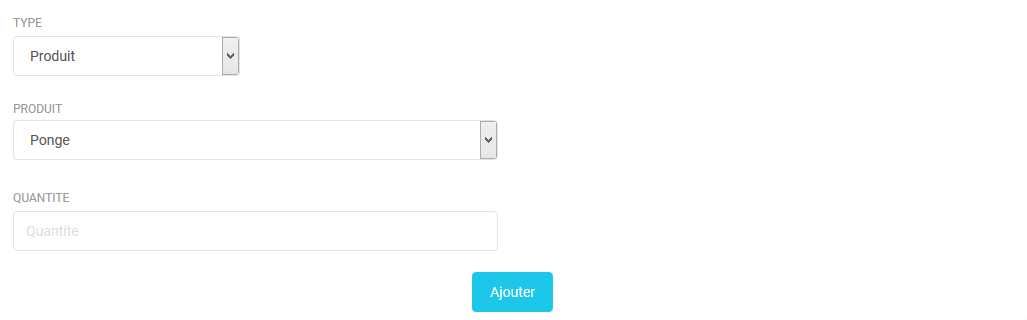 TYPE
Produit
PRODUIT
Ponge
QUANTITE
Quantite
Ajouter